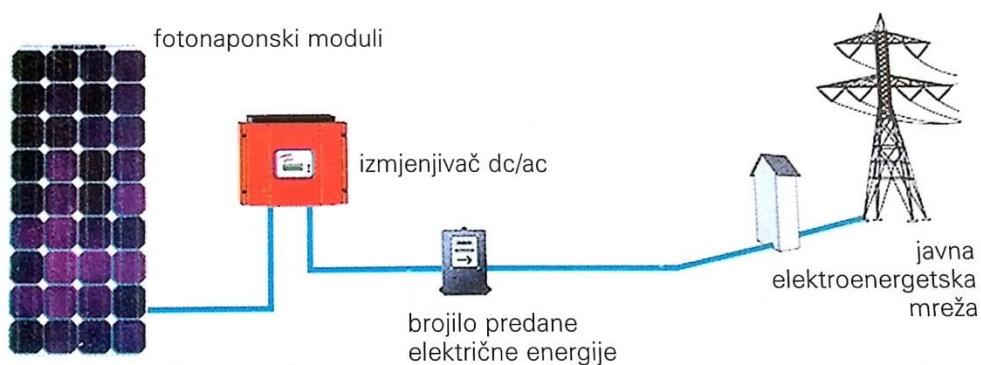 fotonaponski moduli
izmjenjivač dc/ac
brojilo predane
električne energije
javna
elektroenergetska
mreža